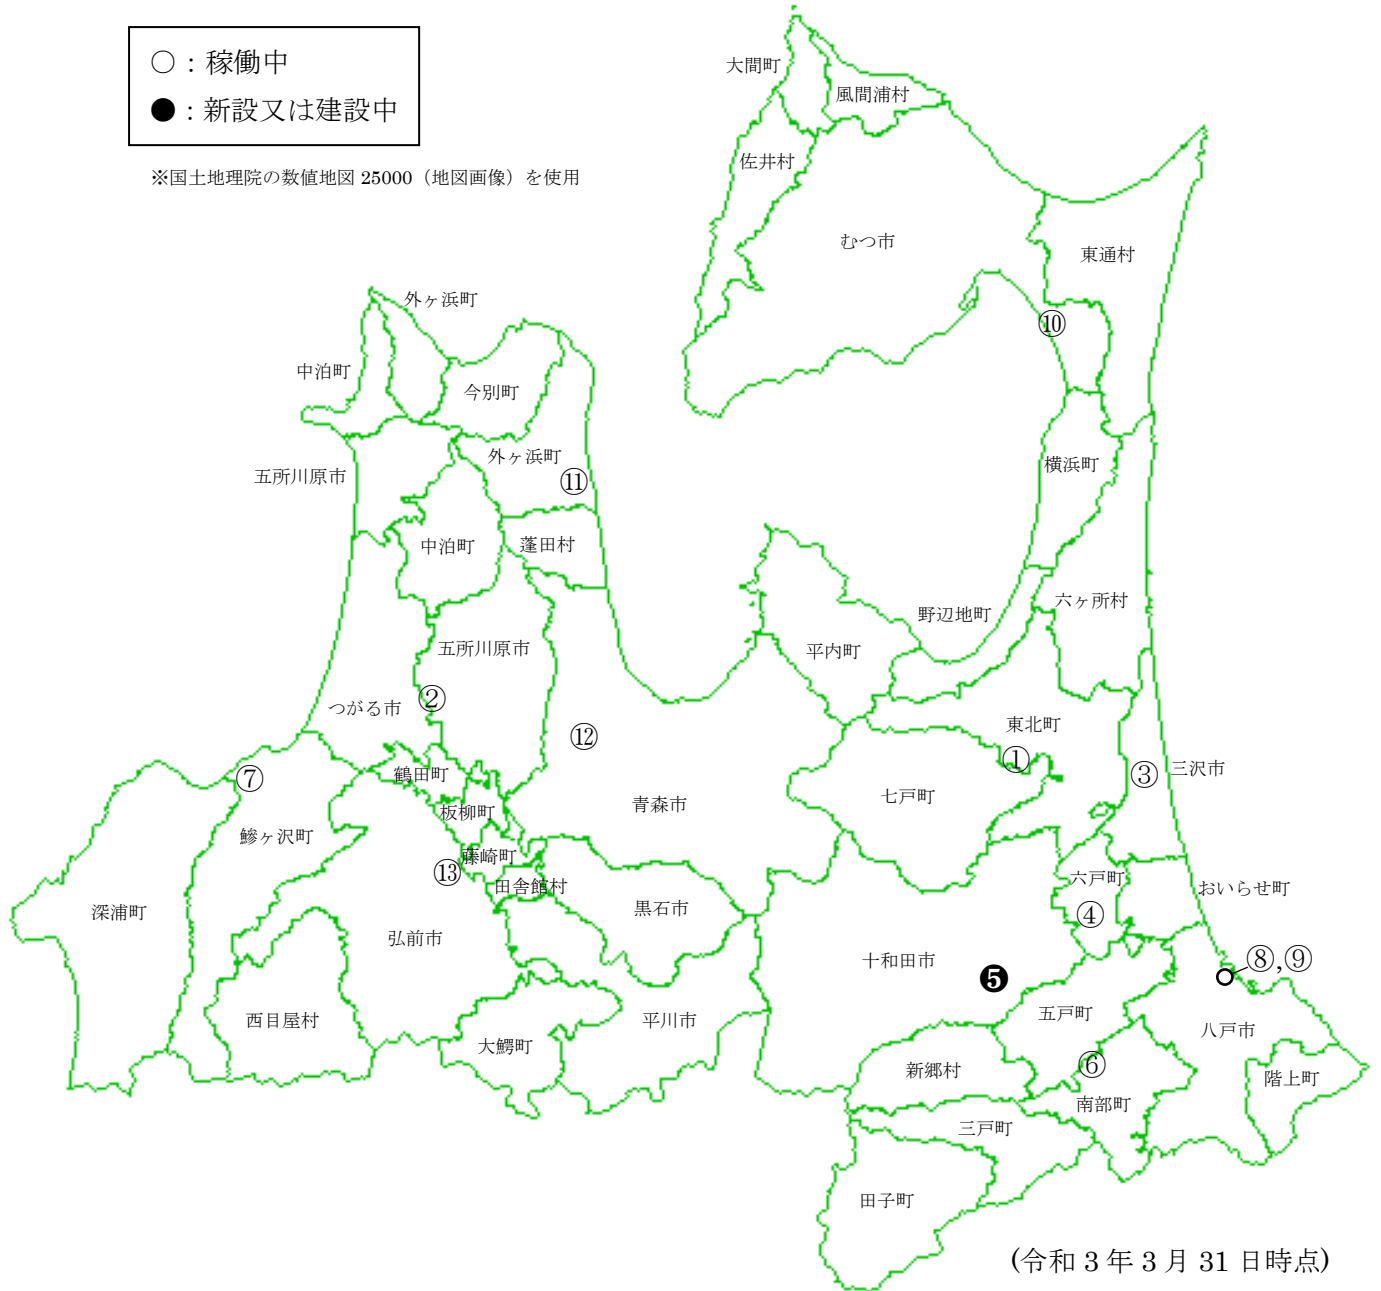 ○：稼働中
●：新設又は建設中
※国土地理院の数値地図 25000（地図画像）を使用
大間町
風間浦村
佐井村
むつ市
東通村
外ヶ浜町
⑩
中泊町
今別町
外ヶ浜町
横浜町
五所川原市
⑪
中泊町
蓬田村
六ヶ所村
野辺地町
五所川原市
平内町
②
つがる市
東北町
⑫
①
三沢市
⑦
鶴田町
③
七戸町
青森市
板柳町
鰺ヶ沢町
藤崎町
⑬
六戸町
田舎館村
おいらせ町
黒石市
深浦町
④
弘前市
十和田市
⑧,⑨
❺
五戸町
西目屋村
平川市
八戸市
大鰐町
⑥
新郷村
階上町
南部町
三戸町
田子町
(令和 3 年 3 月 31 日時点)